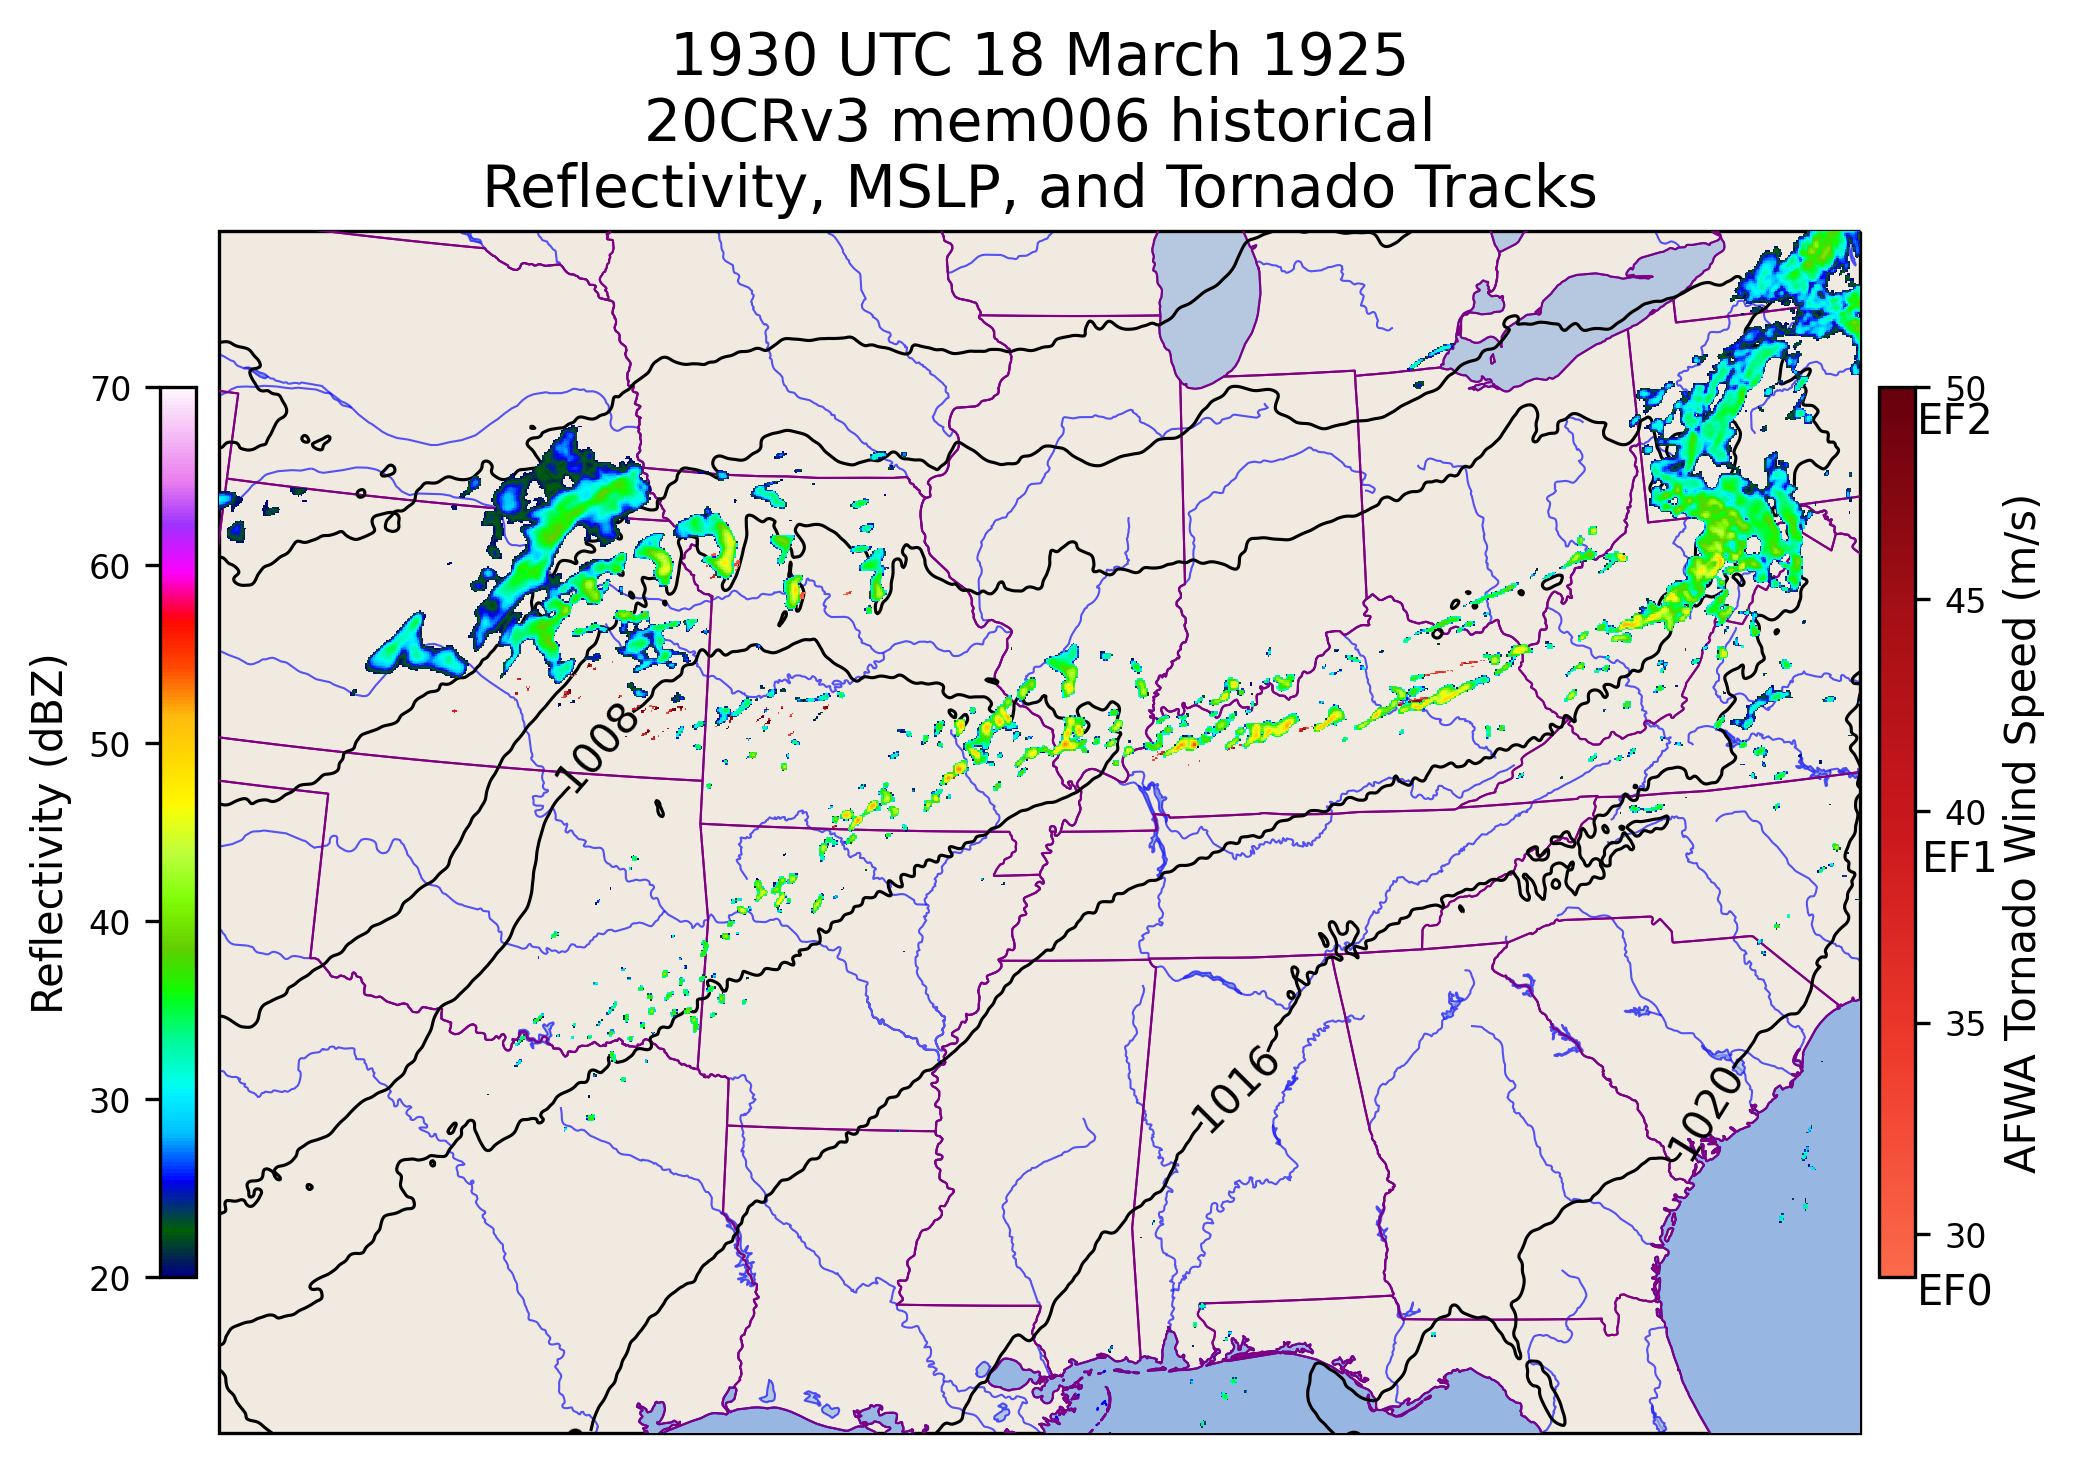 1930 UTC 18 March 1925
20CRv3 mem006 historical
Reflectivity, MSLP, and Tornado Tracks
70
60
50
40
30
20
Reflectivity (dBZ)
1008
1016
1020
50
EF2
45
40
EF1
35
30
EF0
AFWA Tornado Wind Speed (m/s)